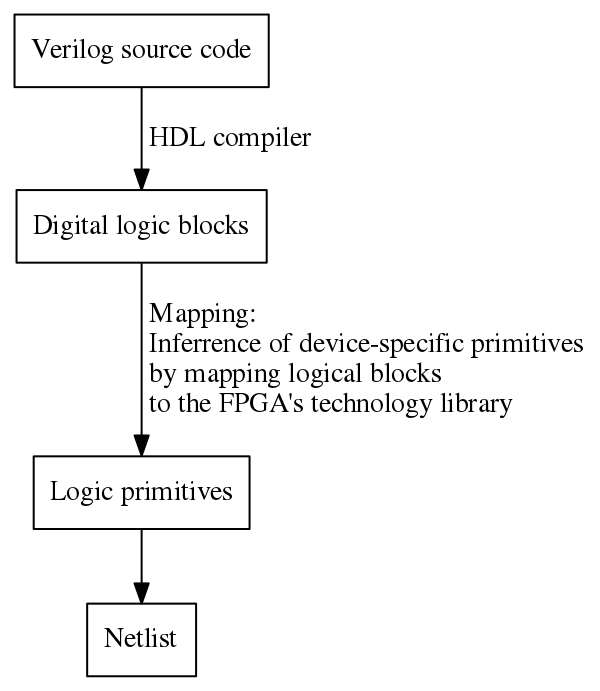 Verilog source code
HDL compiler
Digital logic blocks
Mapping:
Inferrence of device-specific primitives
by mapping logical blocks
to the FPGA's technology library
Logic primitives
Netlist